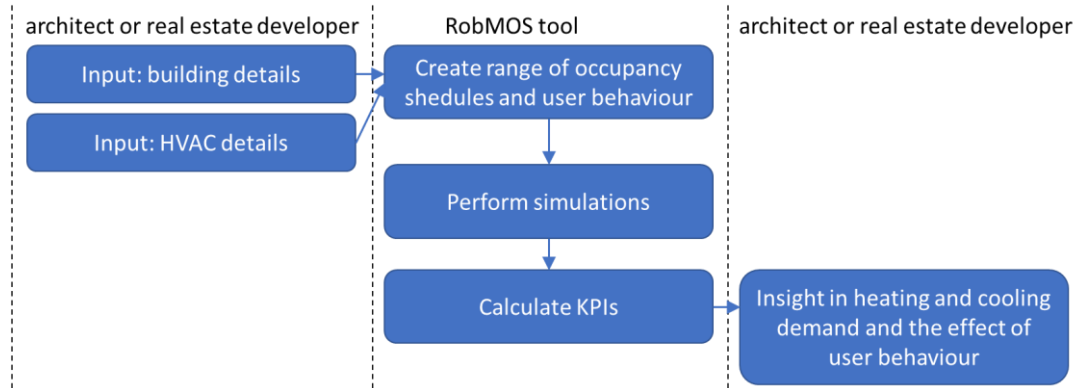 architect or real estate developer
RobMOS tool
architect or real estate developer
Input: building details
Input: HVAC details
Create range of occupancy
shedules and user behaviour
Perform simulations
Calculate KPIs
Insight in heating and cooling
demand and the effect of
user behaviour